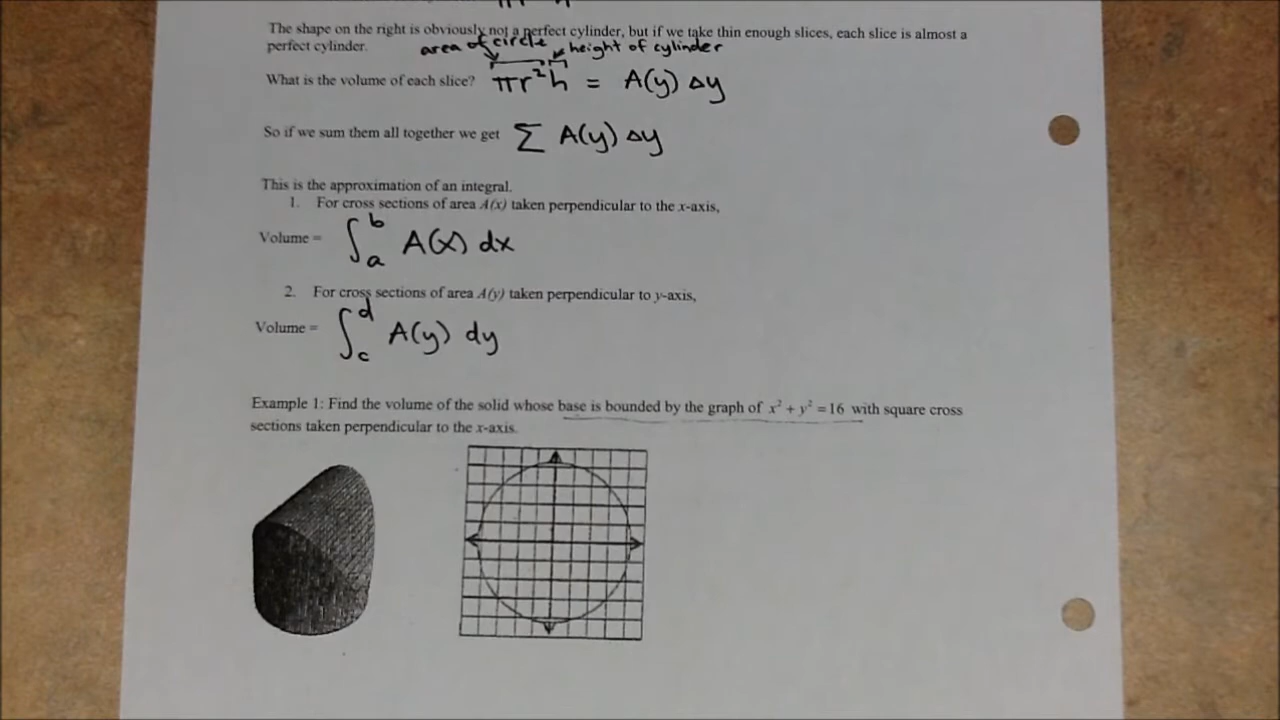 The shape on the right is obviously not a perfect cylinder, but if we take thin enough slices, each slice is almost a
perfect cylinder.
area of circle height of cylinder
What is the volume of each slice? πr²h = A(y) Δy
So if we sum them all together we get Σ A(y) Δy
This is the approximation of an integral.
1. For cross sections of area A(x) taken perpendicular to the x-axis,
Volume = ∫ₐᵇ A(x) dx
2. For cross sections of area A(y) taken perpendicular to y-axis,
Volume = ∫_c^d A(y) dy
Example 1: Find the volume of the solid whose base is bounded by the graph of x² + y² = 16 with square cross
sections taken perpendicular to the x-axis.